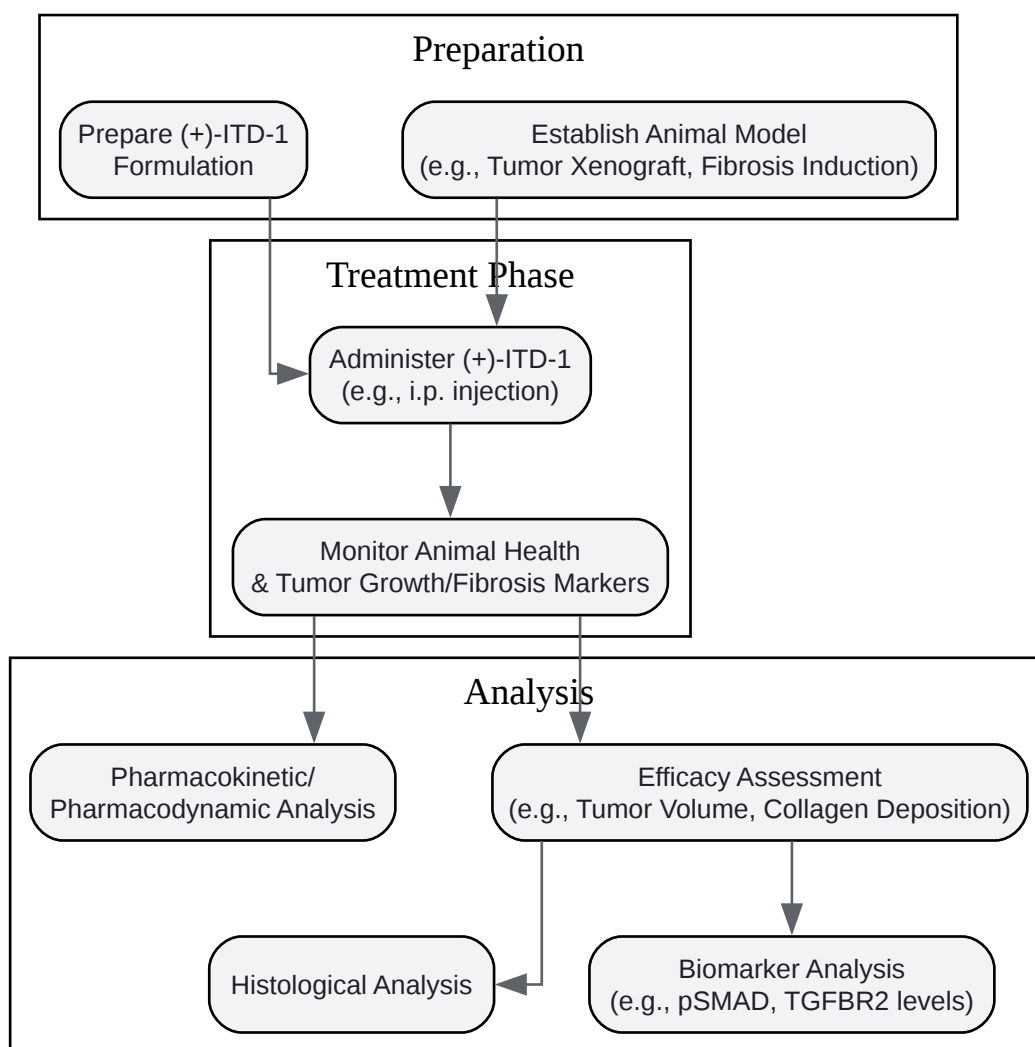 Preparation
Prepare (+)-ITD-1
Formulation
Establish Animal Model
(e.g., Tumor Xenograft, Fibrosis Induction)
Treatment Phase
Administer (+)-ITD-1
(e.g., i.p. injection)
Monitor Animal Health
& Tumor Growth/Fibrosis Markers
Analysis
Pharmacokinetic/
Pharmacodynamic Analysis
Efficacy Assessment
(e.g., Tumor Volume, Collagen Deposition)
Histological Analysis
Biomarker Analysis
(e.g., pSMAD, TGFBR2 levels)